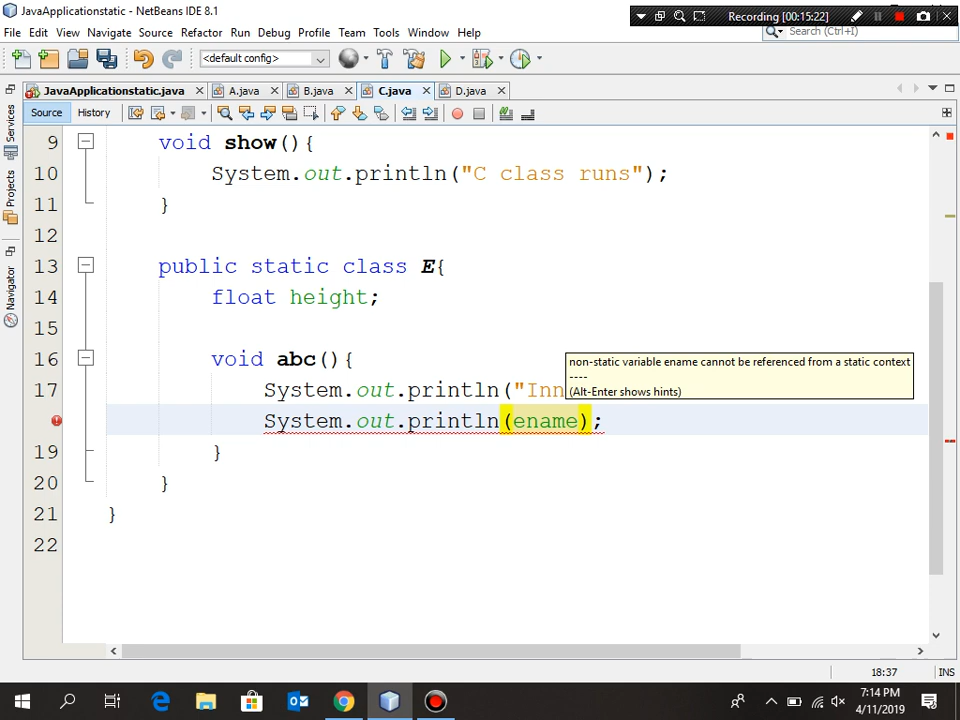 JavaApplicationstatic - NetBeans IDE 8.1
Recording (00:15:22)
File Edit View Navigate Source Refactor Run Debug Profile Team Tools Window Help
Search (Ctrl+I)
<default config>
JavaApplicationstatic.java A.java B.java C.java D.java
Source History
Services
Projects
Navigator
9 void show(){
10 System.out.println("C class runs");
11 }
12
13 public static class E{
14 float height;
15
16 void abc(){
non-static variable ename cannot be referenced from a static context
----
(Alt-Enter shows hints)
17 System.out.println("Inn
System.out.println(ename);
19 }
20 }
21 }
22
18:37 INS
7:14 PM
4/11/2019